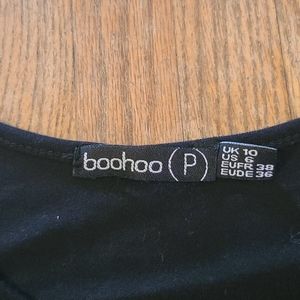 boohoo (P)
UK 10
US 6
EUFR 38
EUDE 36